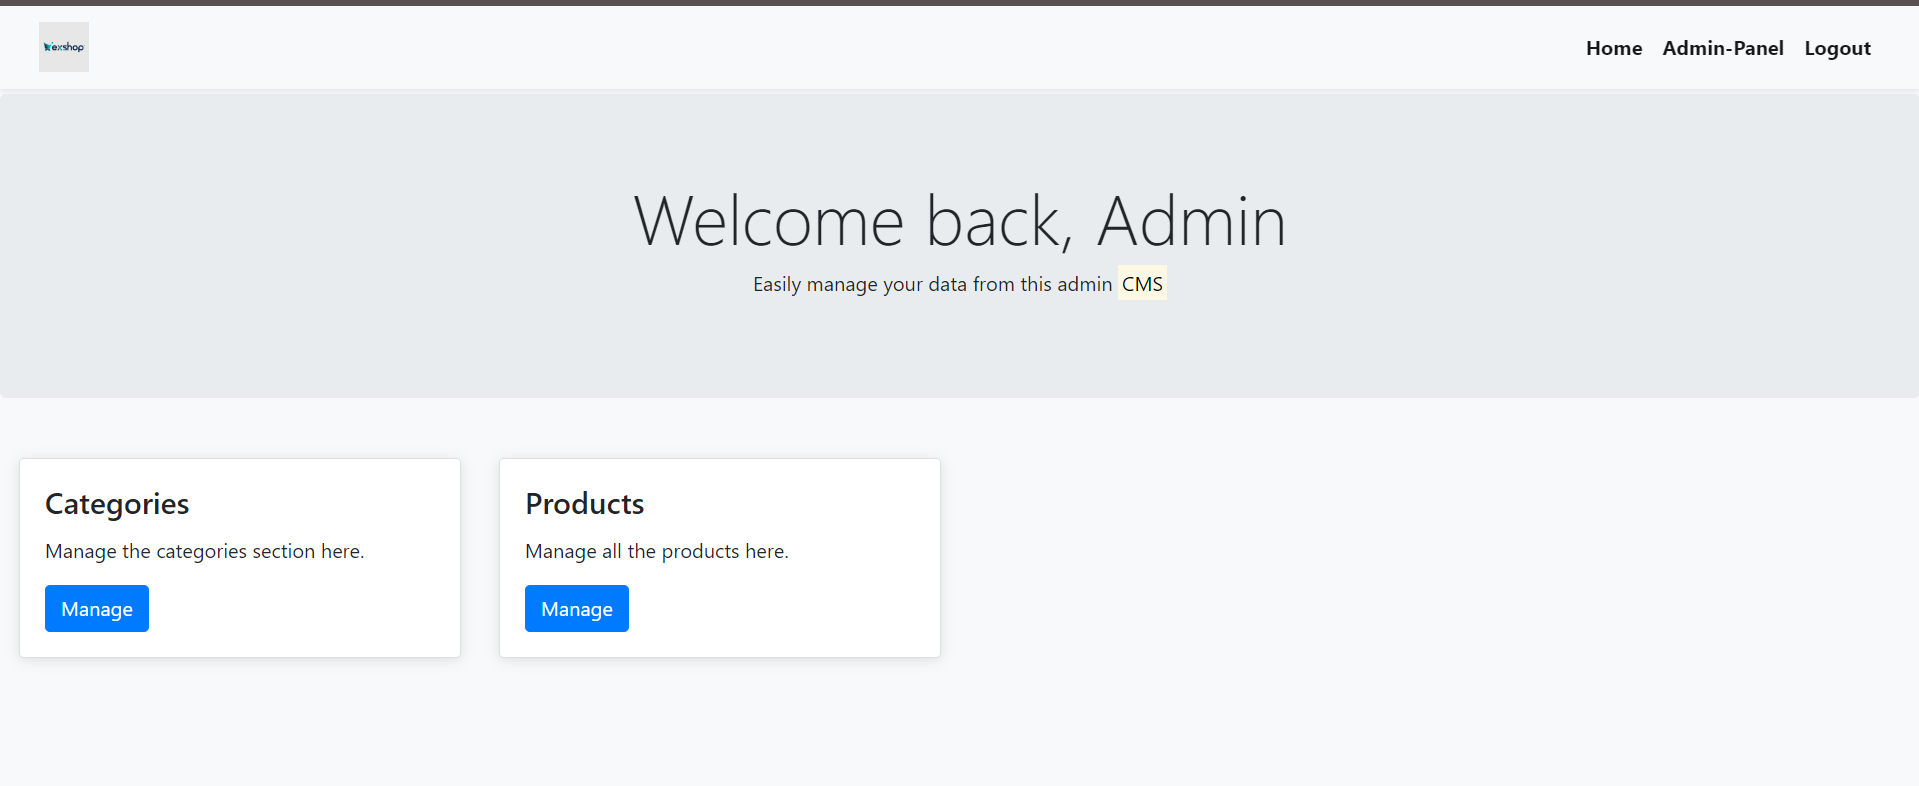 exshop
Home Admin-Panel Logout
Welcome back, Admin
Easily manage your data from this admin CMS
Categories
Manage the categories section here.
Manage
Products
Manage all the products here.
Manage